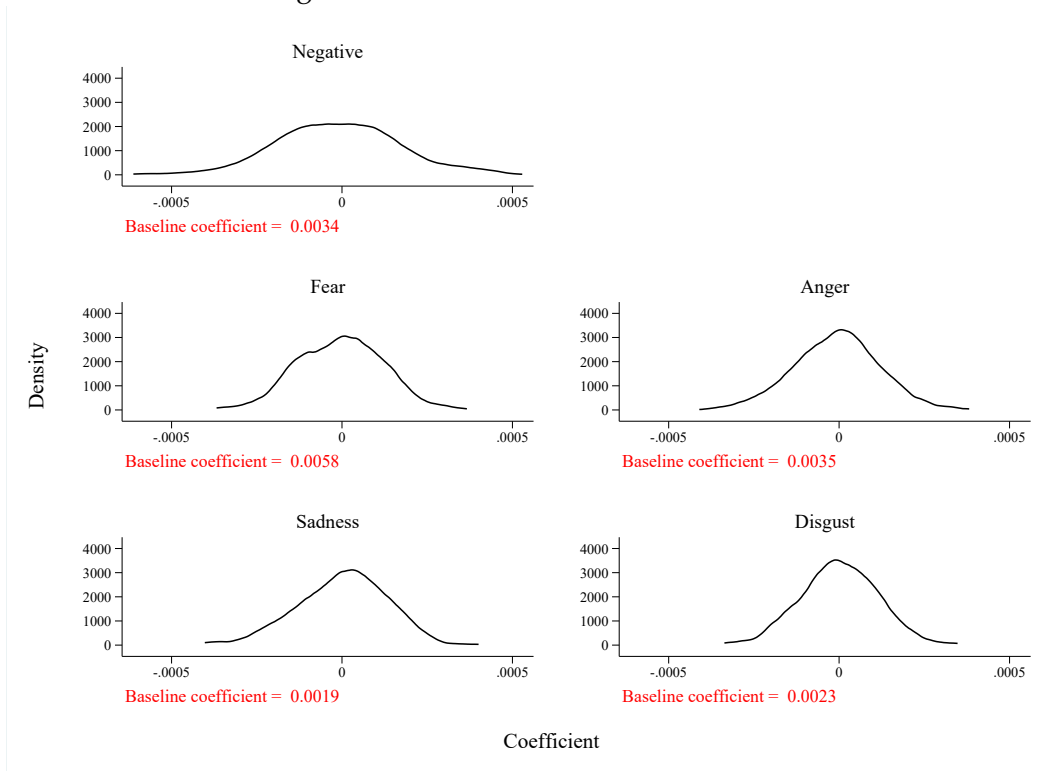 Negative
4000
3000
2000
1000
0
-.0005 0 .0005
Baseline coefficient = 0.0034
Fear
4000
3000
2000
1000
0
-.0005 0 .0005
Baseline coefficient = 0.0058
Anger
4000
3000
2000
1000
0
-.0005 0 .0005
Baseline coefficient = 0.0035
Density
Sadness
4000
3000
2000
1000
0
-.0005 0 .0005
Baseline coefficient = 0.0019
Disgust
4000
3000
2000
1000
0
-.0005 0 .0005
Baseline coefficient = 0.0023
Coefficient